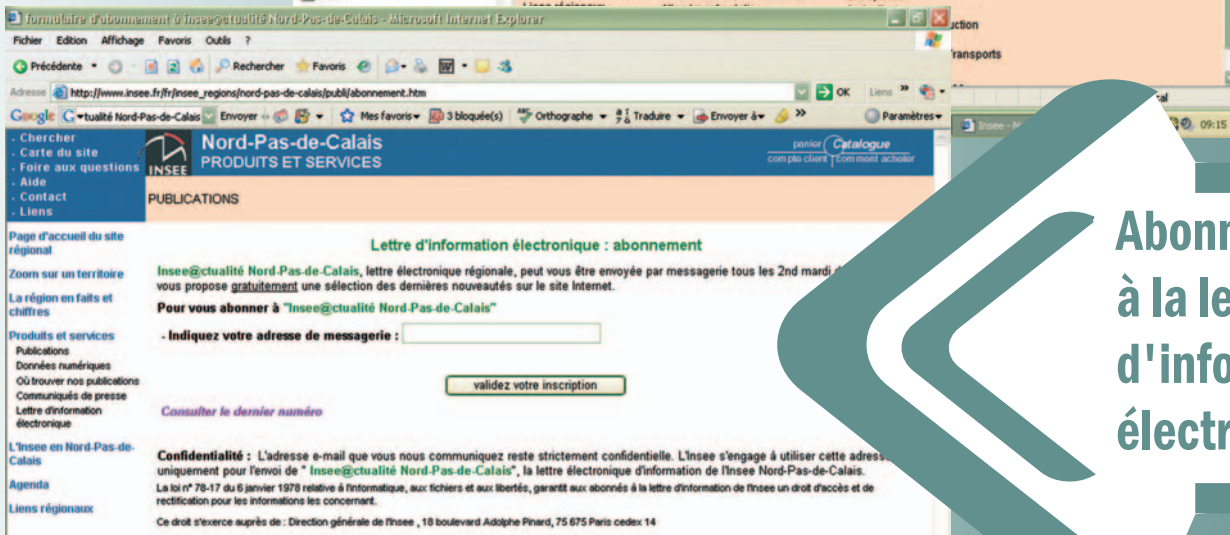 Liens régionaux
uction
ransports
formulaire d'abonnement à insee@ctualité Nord-Pas-de-Calais - Microsoft Internet Explorer
Fichier Edition Affichage Favoris Outils ?
Précédente Rechercher Favoris
Adresse http://www.insee.fr/fr/insee_regions/nord-pas-de-calais/publi/abonnement.htm OK Liens »
Google tualité Nord-Pas-de-Calais Envoyer Mes favoris 3 bloquée(s) Orthographe Traduire Envoyer à » Paramètres
cal
Insee - N
09:15
. Chercher
. Carte du site
. Foire aux questions
. Aide
. Contact
. Liens
INSEE
Nord-Pas-de-Calais
PRODUITS ET SERVICES
panier Catalogue
compte client comment acheter
PUBLICATIONS
Page d'accueil du site
régional
Zoom sur un territoire
La région en faits et
chiffres
Produits et services
Publications
Données numériques
Où trouver nos publications
Communiqués de presse
Lettre d'information
électronique
L'Insee en Nord-Pas-de-
Calais
Agenda
Liens régionaux
Lettre d'information électronique : abonnement
Insee@ctualité Nord-Pas-de-Calais, lettre électronique régionale, peut vous être envoyée par messagerie tous les 2nd mardi
vous propose gratuitement une sélection des dernières nouveautés sur le site Internet.
Pour vous abonner à "Insee@ctualité Nord-Pas-de-Calais"
- Indiquez votre adresse de messagerie :
validez votre inscription
Consulter le dernier numéro
Confidentialité : L'adresse e-mail que vous nous communiquez reste strictement confidentielle. L'Insee s'engage à utiliser cette adress
uniquement pour l'envoi de " Insee@ctualité Nord-Pas-de-Calais", la lettre électronique d'information de l'Insee Nord-Pas-de-Calais.
La loi n° 78-17 du 6 janvier 1978 relative à l'informatique, aux fichiers et aux libertés, garantit aux abonnés à la lettre d'information de l'Insee un droit d'accès et de
rectification pour les informations les concernant.
Ce droit s'exerce auprès de : Direction générale de l'Insee , 18 boulevard Adolphe Pinard, 75 675 Paris cedex 14
Abonn
à la le
d'info
électr